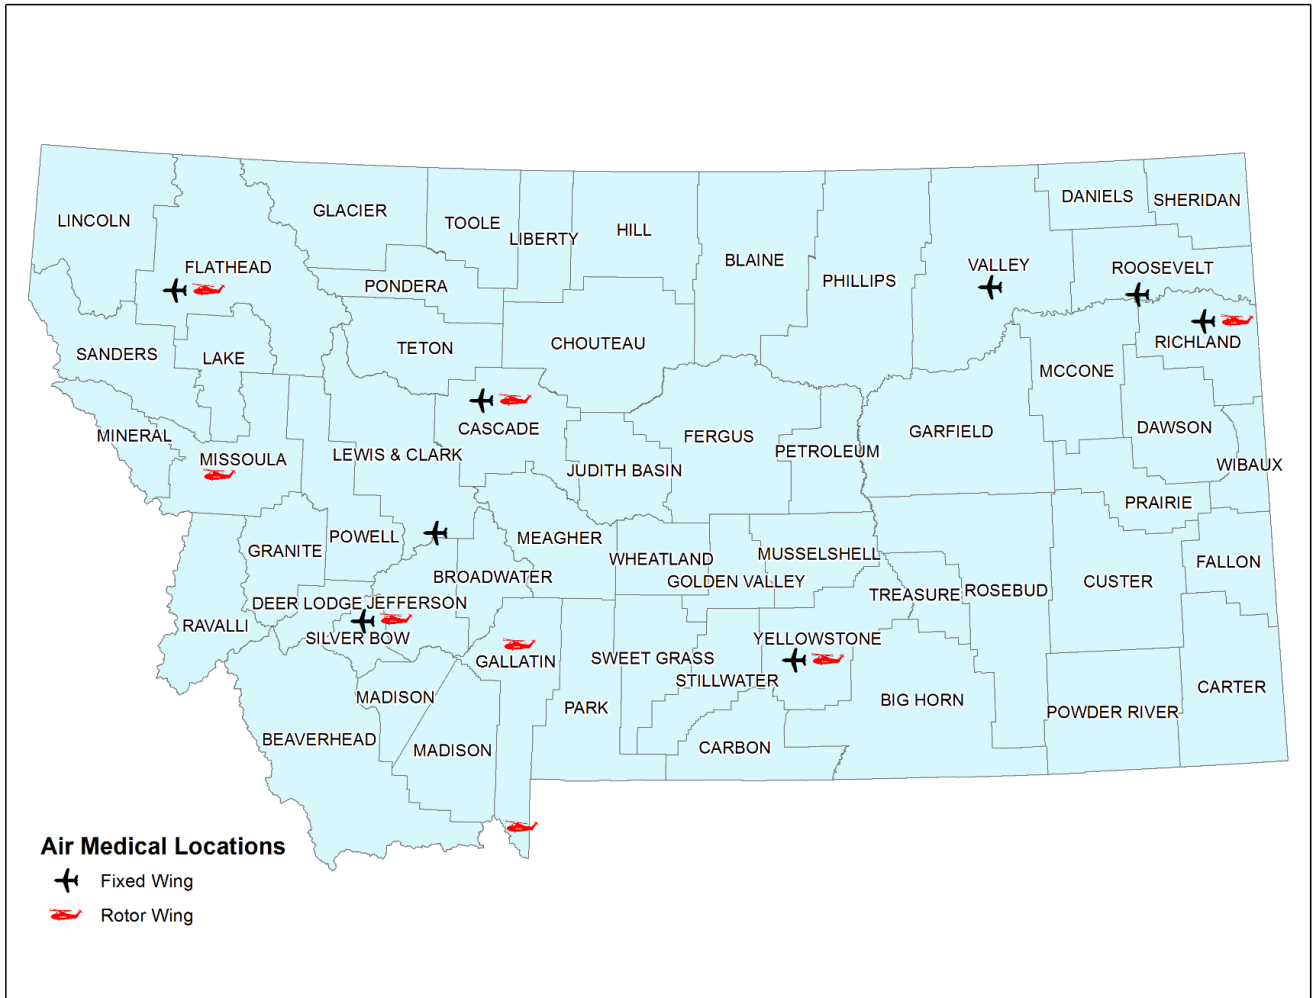 DANIELS
SHERIDAN
GLACIER
LINCOLN
TOOLE
HILL
LIBERTY
BLAINE
FLATHEAD
VALLEY
ROOSEVELT
PHILLIPS
PONDERA
RICHLAND
CHOUTEAU
TETON
SANDERS
LAKE
MCCONE
CASCADE
DAWSON
GARFIELD
MINERAL
FERGUS
PETROLEUM
LEWIS & CLARK
MISSOULA
WIBAUX
JUDITH BASIN
PRAIRIE
POWELL
MEAGHER
GRANITE
MUSSELSHELL
WHEATLAND
FALLON
BROADWATER
GOLDEN VALLEY
CUSTER
ROSEBUD
TREASURE
DEER LODGE
JEFFERSON
RAVALLI
SILVER BOW
YELLOWSTONE
SWEET GRASS
GALLATIN
STILLWATER
CARTER
MADISON
BIG HORN
PARK
POWDER RIVER
BEAVERHEAD
CARBON
MADISON
Air Medical Locations
Fixed Wing
Rotor Wing